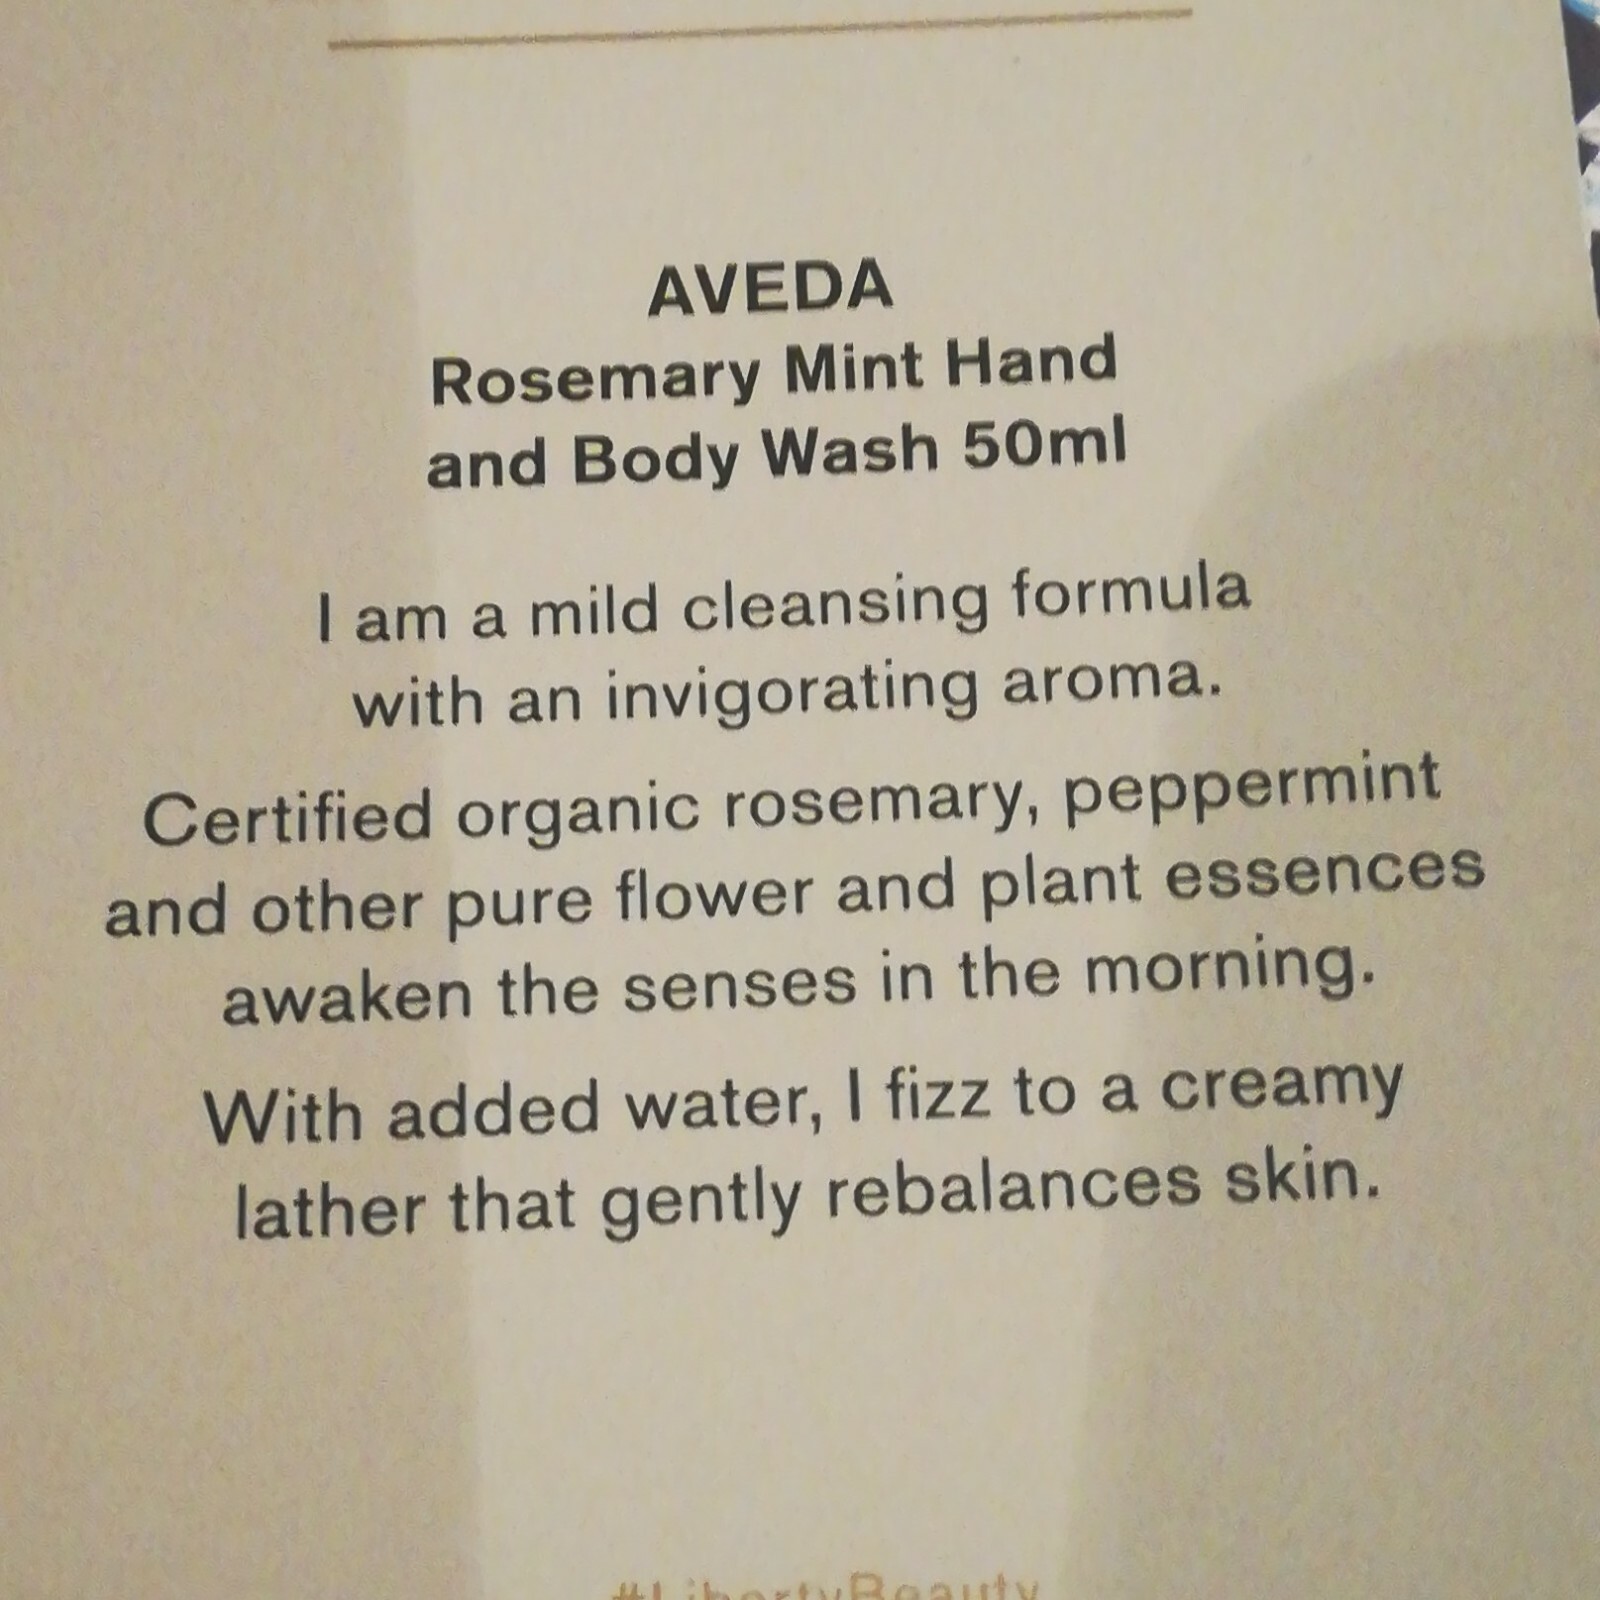 AVEDA
Rosemary Mint Hand
and Body Wash 50ml
I am a mild cleansing formula
with an invigorating aroma.
Certified organic rosemary, peppermint
and other pure flower and plant essences
awaken the senses in the morning.
With added water, I fizz to a creamy
lather that gently rebalances skin.
#LibertyBeauty